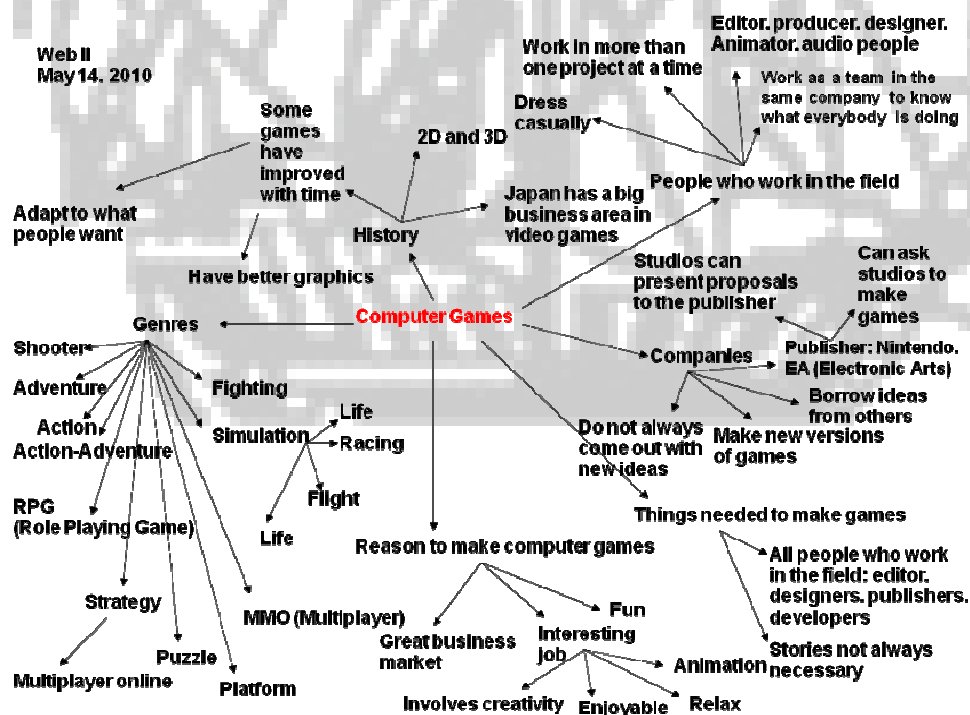 Web II
May 14. 2010
Editor. producer. designer.
Animator. audio people
Work in more than
one project at a time
Work as a team in the
same company to know
what everybody is doing
Dress
casually
People who work in the field
Some
games
have
improved
with time
2D and 3D
Japan has a big
business area in
video games
History
Adapt to what
people want
Have better graphics
Computer Games
Studios can
present proposals
to the publisher
Can ask
studios to
make
games
Companies
Publisher: Nintendo.
EA (Electronic Arts)
Borrow ideas
from others
Do not always
come out with
new ideas
Make new versions
of games
Genres
Shooter
Adventure
Action
Action-Adventure
RPG
(Role Playing Game)
Strategy
Multiplayer online
Puzzle
Platform
MMO (Multiplayer)
Fighting
Simulation
Life
Racing
Flight
Life
Reason to make computer games
Great business
market
Interesting
job
Fun
Involves creativity
Enjoyable
Relax
Animation
Things needed to make games
All people who work
in the field: editor.
designers. publishers.
developers
Stories not always
necessary